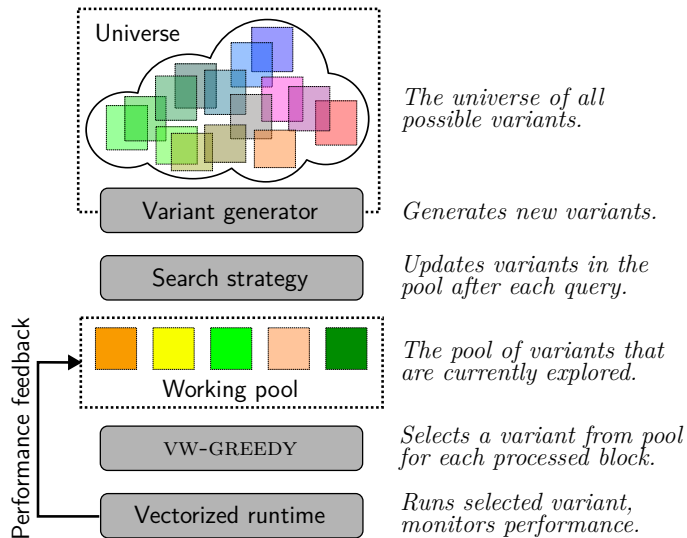 Universe
The universe of all
possible variants.
Variant generator
Generates new variants.
Search strategy
Updates variants in the
pool after each query.
Performance feedback
Working pool
The pool of variants that
are currently explored.
VW-GREEDY
Selects a variant from pool
for each processed block.
Vectorized runtime
Runs selected variant,
monitors performance.